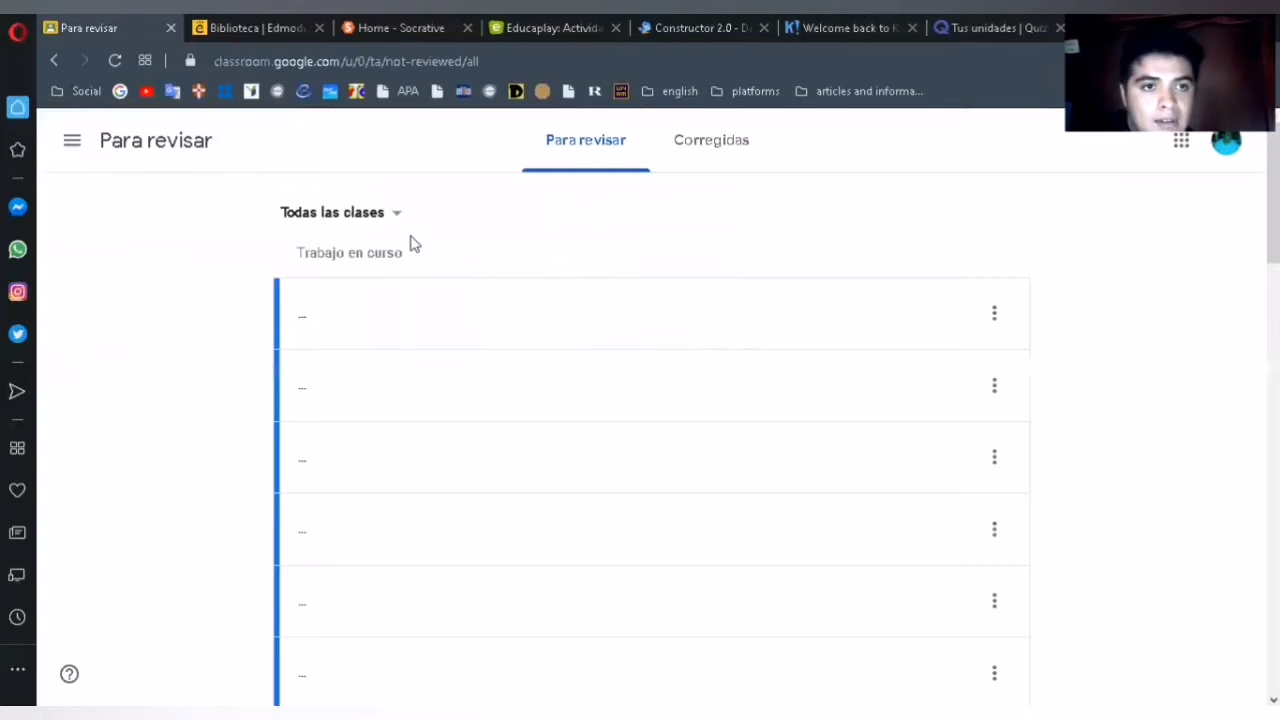 Para revisar
Biblioteca | Edmod
Home - Socrative
Educaplay: Activida
Constructor 2.0 - D
K! Welcome back to K
Tus unidades | Quiz
classroom.google.com/u/0/ta/not-reviewed/all
Social
APA
R
english
platforms
articles and informa...
Para revisar
Para revisar
Corregidas
Todas las clases
Trabajo en curso
...
...
...
...
...
...